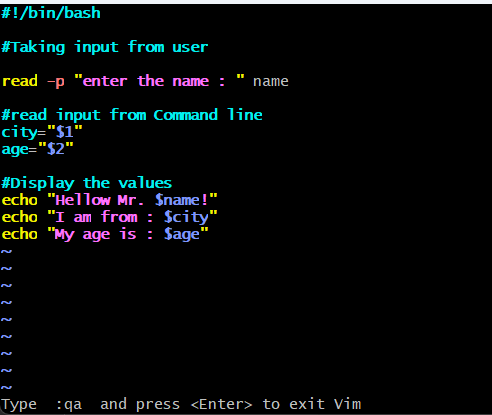 #!/bin/bash
#Taking input from user
read -p "enter the name : " name
#read input from Command line
city="$1"
age="$2"
#Display the values
echo "Hellow Mr. $name!"
echo "I am from : $city"
echo "My age is : $age"
~
~
~
~
~
~
~
~
~
Type  :qa  and press <Enter> to exit Vim